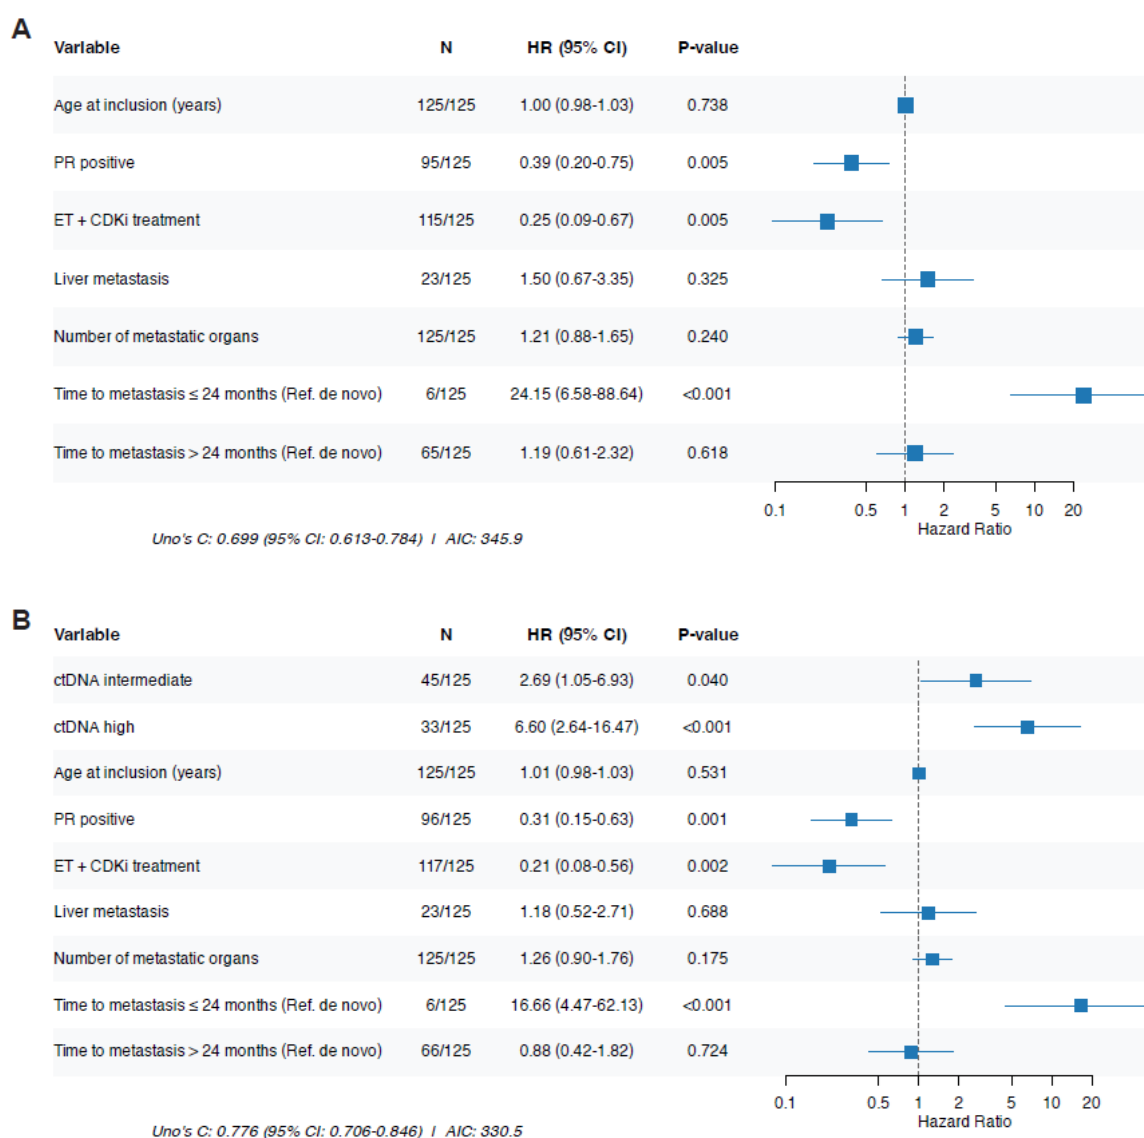 A
Variable N HR (95% CI) P-value
Age at inclusion (years) 125/125 1.00 (0.98-1.03) 0.738
PR positive 95/125 0.39 (0.20-0.75) 0.005
ET + CDKi treatment 115/125 0.25 (0.09-0.67) 0.005
Liver metastasis 23/125 1.50 (0.67-3.35) 0.325
Number of metastatic organs 125/125 1.21 (0.88-1.65) 0.240
Time to metastasis ≤ 24 months (Ref. de novo) 6/125 24.15 (6.58-88.64) <0.001
Time to metastasis > 24 months (Ref. de novo) 65/125 1.19 (0.61-2.32) 0.618
0.1 0.5 1 2 5 10 20
Hazard Ratio
Uno's C: 0.699 (95% CI: 0.613-0.784) I AIC: 345.9
B
Variable N HR (95% CI) P-value
ctDNA intermediate 45/125 2.69 (1.05-6.93) 0.040
ctDNA high 33/125 6.60 (2.64-16.47) <0.001
Age at inclusion (years) 125/125 1.01 (0.98-1.03) 0.531
PR positive 96/125 0.31 (0.15-0.63) 0.001
ET + CDKi treatment 117/125 0.21 (0.08-0.56) 0.002
Liver metastasis 23/125 1.18 (0.52-2.71) 0.688
Number of metastatic organs 125/125 1.26 (0.90-1.76) 0.175
Time to metastasis ≤ 24 months (Ref. de novo) 6/125 16.66 (4.47-62.13) <0.001
Time to metastasis > 24 months (Ref. de novo) 66/125 0.88 (0.42-1.82) 0.724
0.1 0.5 1 2 5 10 20
Hazard Ratio
Uno's C: 0.776 (95% CI: 0.706-0.846) I AIC: 330.5